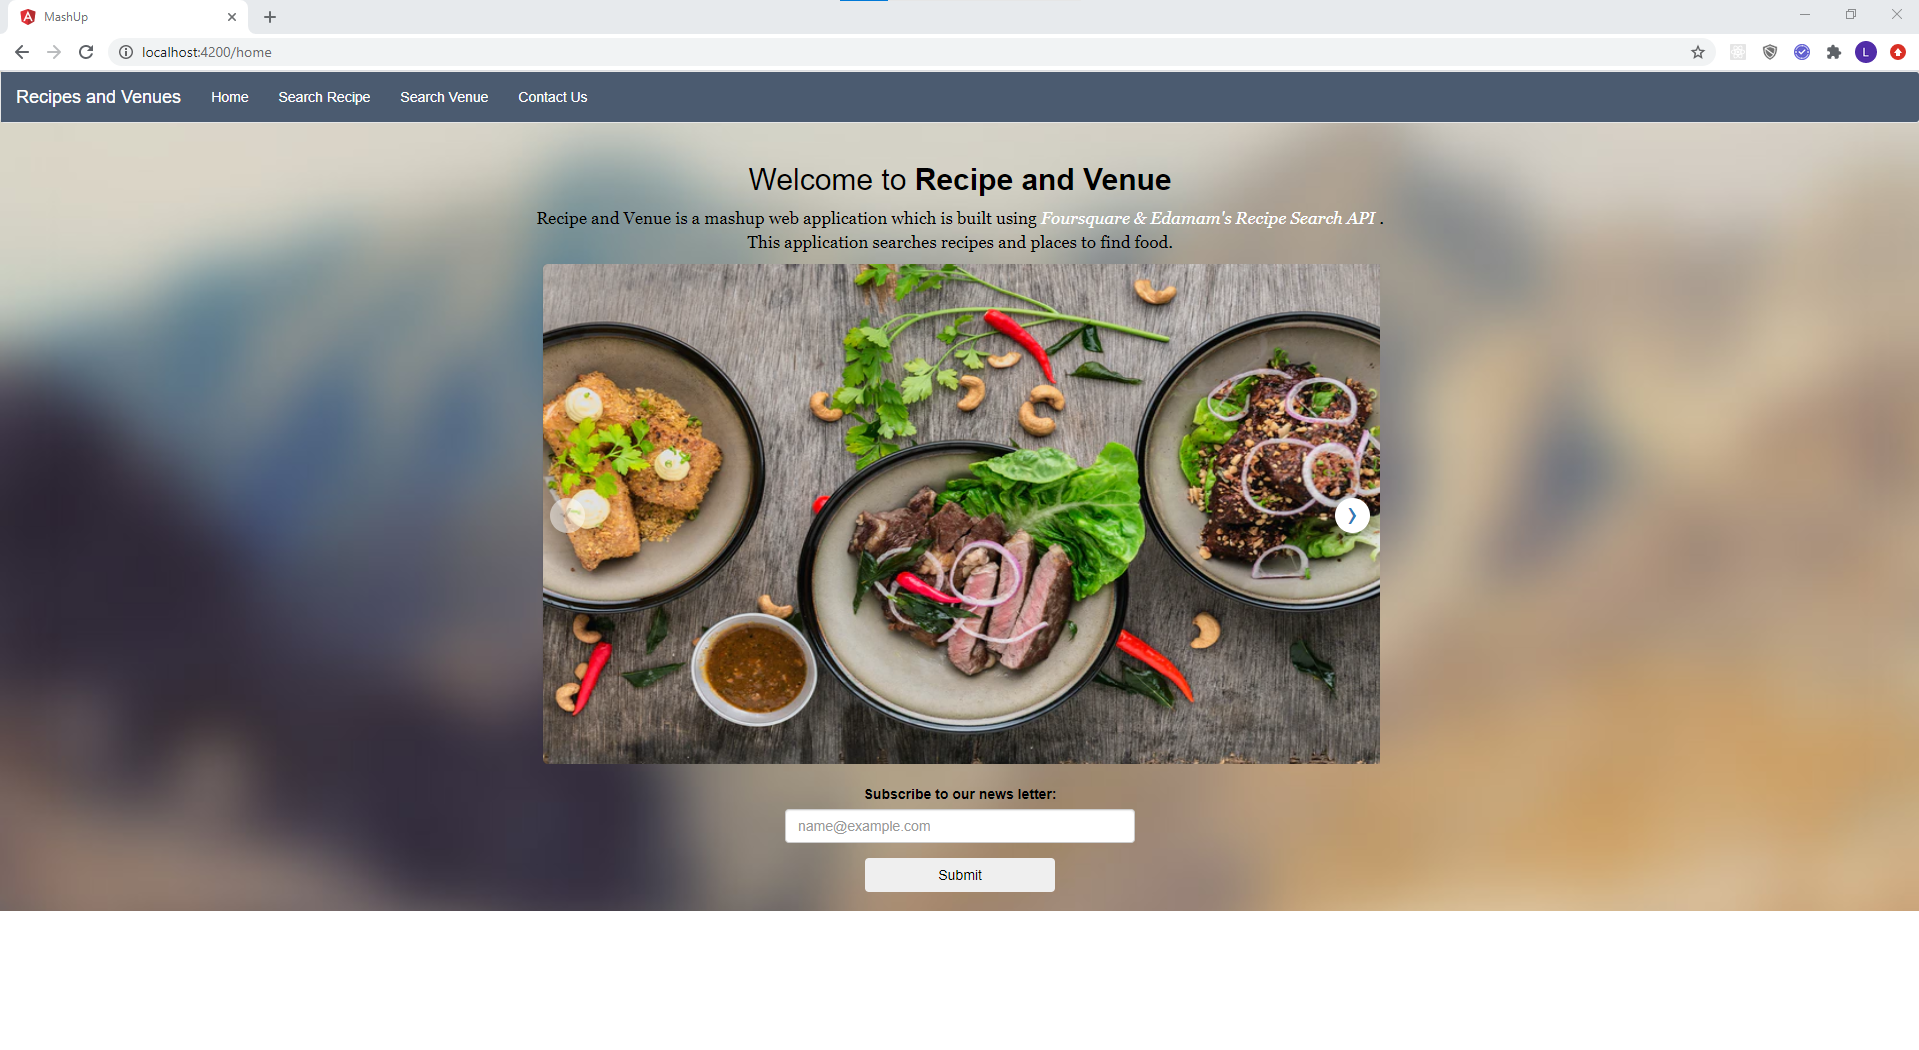 MashUp
localhost:4200/home
L
Recipes and Venues Home Search Recipe Search Venue Contact Us
Welcome to Recipe and Venue
Recipe and Venue is a mashup web application which is built using Foursquare & Edamam's Recipe Search API .
This application searches recipes and places to find food.
Subscribe to our news letter:
name@example.com
Submit